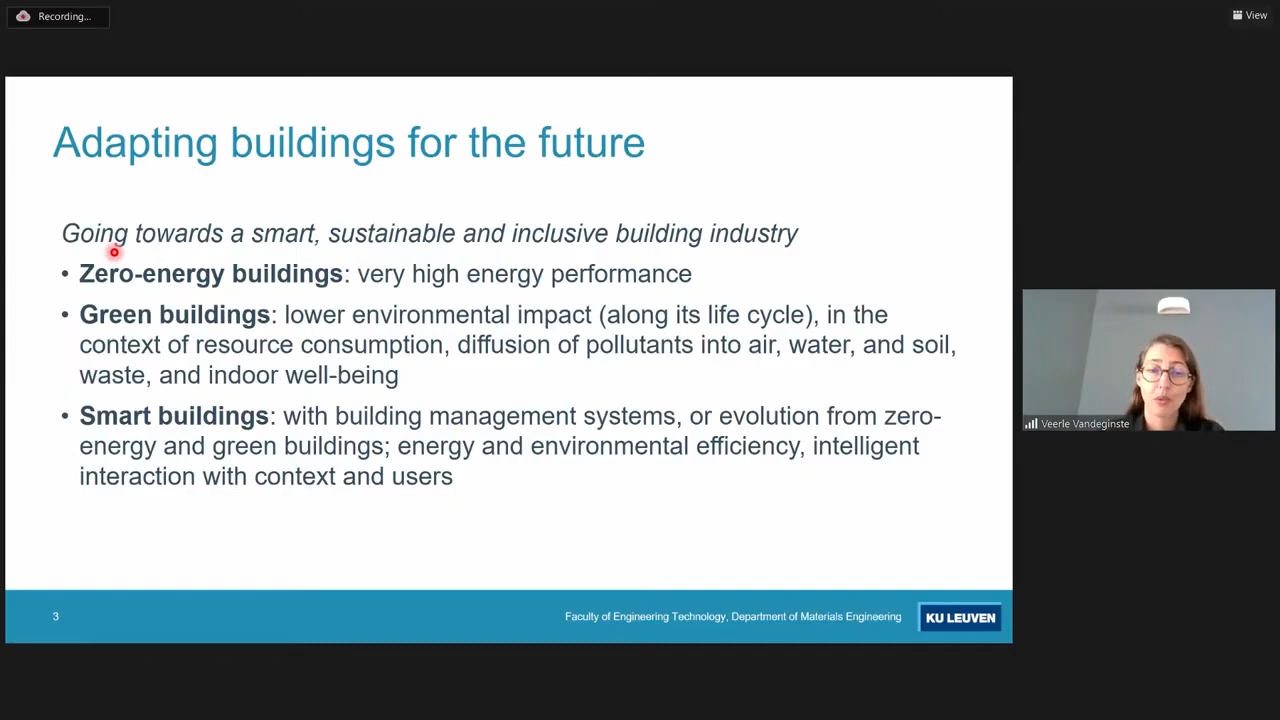 Recording...
View
Adapting buildings for the future
Going towards a smart, sustainable and inclusive building industry
• Zero-energy buildings: very high energy performance
• Green buildings: lower environmental impact (along its life cycle), in the
context of resource consumption, diffusion of pollutants into air, water, and soil,
waste, and indoor well-being
• Smart buildings: with building management systems, or evolution from zero-
energy and green buildings; energy and environmental efficiency, intelligent
interaction with context and users
Veerle Vandeginste
3
Faculty of Engineering Technology, Department of Materials Engineering
KU LEUVEN